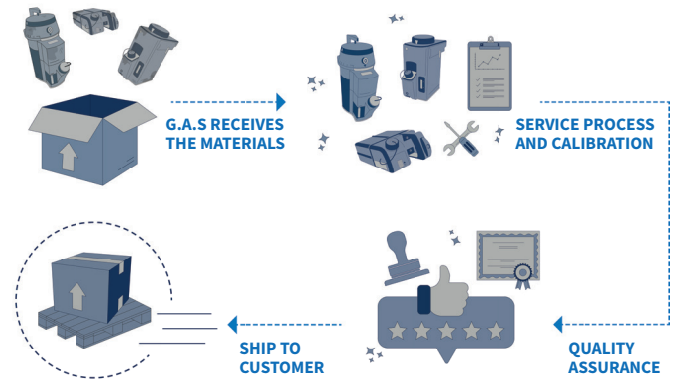 G.A.S RECEIVES
THE MATERIALS
SERVICE PROCESS
AND CALIBRATION
SHIP TO
CUSTOMER
QUALITY
ASSURANCE